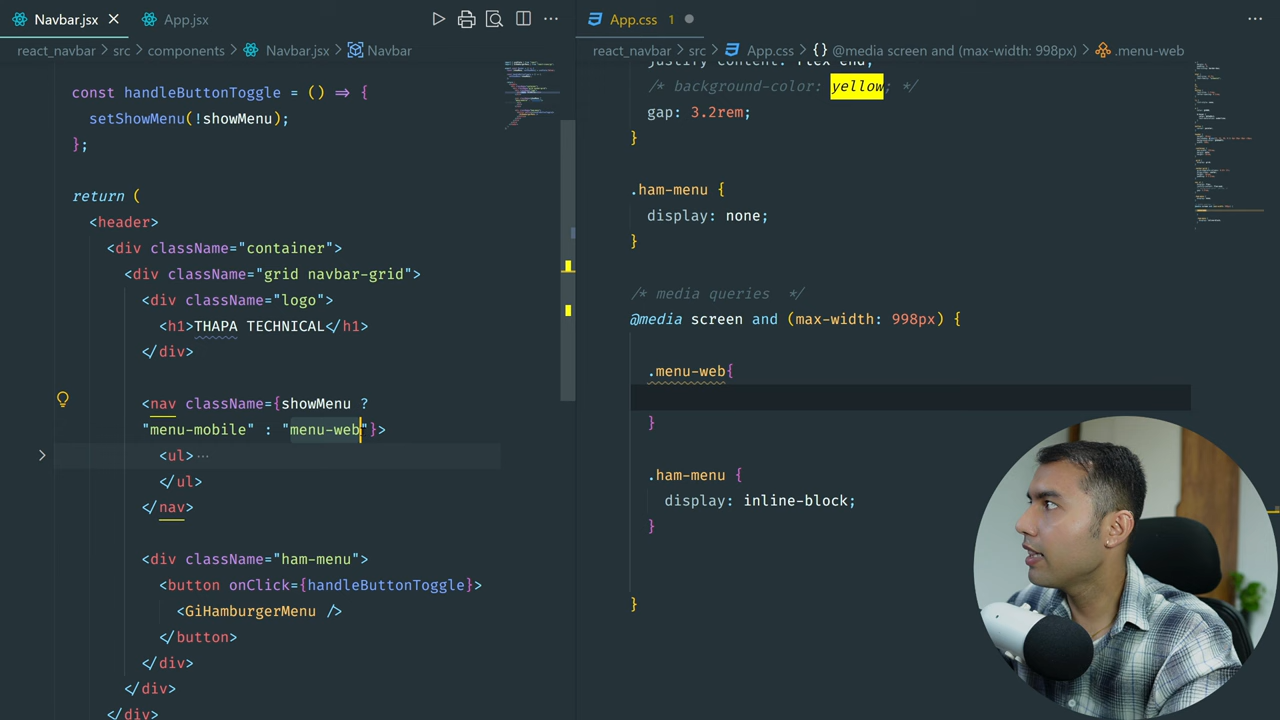 Navbar.jsx
App.jsx
react_navbar > src > components > Navbar.jsx > Navbar
const handleButtonToggle = () => {
setShowMenu(!showMenu);
};
return (
<header>
<div className="container">
<div className="grid navbar-grid">
<div className="logo">
<h1>THAPA TECHNICAL</h1>
</div>
<nav className={showMenu ?
"menu-mobile" : "menu-web"}>
<ul> ...
</ul>
</nav>
<div className="ham-menu">
<button onClick={handleButtonToggle}>
<GiHamburgerMenu />
</button>
</div>
</div>
</div>
App.css 1
react_navbar > src > App.css > {} @media screen and (max-width: 998px) > .menu-web
justify-content: flex-end;
/* background-color: yellow; */
gap: 3.2rem;
}
.ham-menu {
display: none;
}
/* media queries */
@media screen and (max-width: 998px) {
.menu-web{
}
.ham-menu {
display: inline-block;
}
}